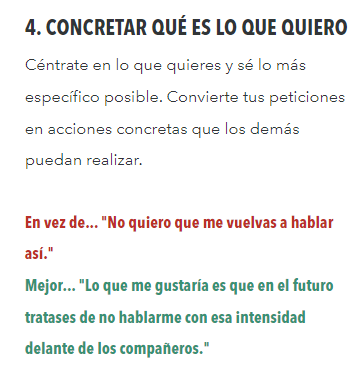 4. CONCRETAR QUÉ ES LO QUE QUIERO
Céntrate en lo que quieres y sé lo más
específico posible. Convierte tus peticiones
en acciones concretas que los demás
puedan realizar.
En vez de... "No quiero que me vuelvas a hablar
así."
Mejor... "Lo que me gustaría es que en el futuro
tratases de no hablarme con esa intensidad
delante de los compañeros."